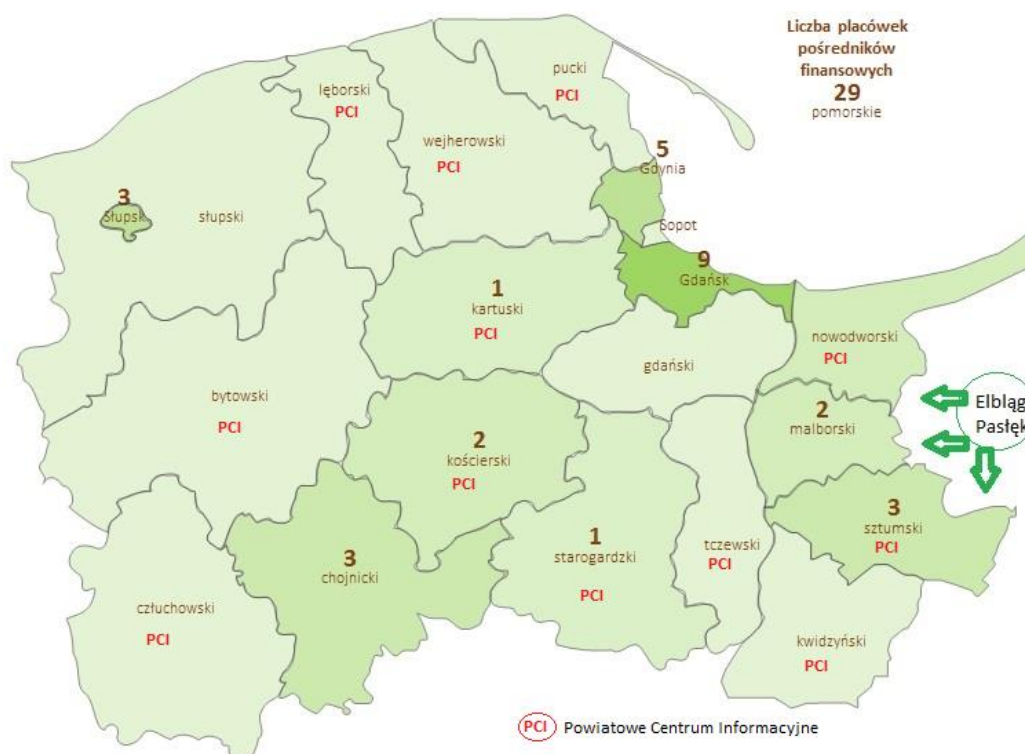 Liczba placówek
pośredników
finansowych
29
pomorskie
pucki
PCI
lęborski
PCI
wejherowski
PCI
5
Gdynia
3
Słupsk
słupski
Sopot
9
Gdańsk
1
kartuski
PCI
nowodworski
PCI
gdański
bytowski
PCI
Elbląg
Pasłęk
2
malborski
2
kościerski
PCI
3
sztumski
PCI
1
starogardzki
PCI
tczewski
PCI
3
chojnicki
człuchowski
PCI
kwidzyński
PCI
PCI Powiatowe Centrum Informacyjne